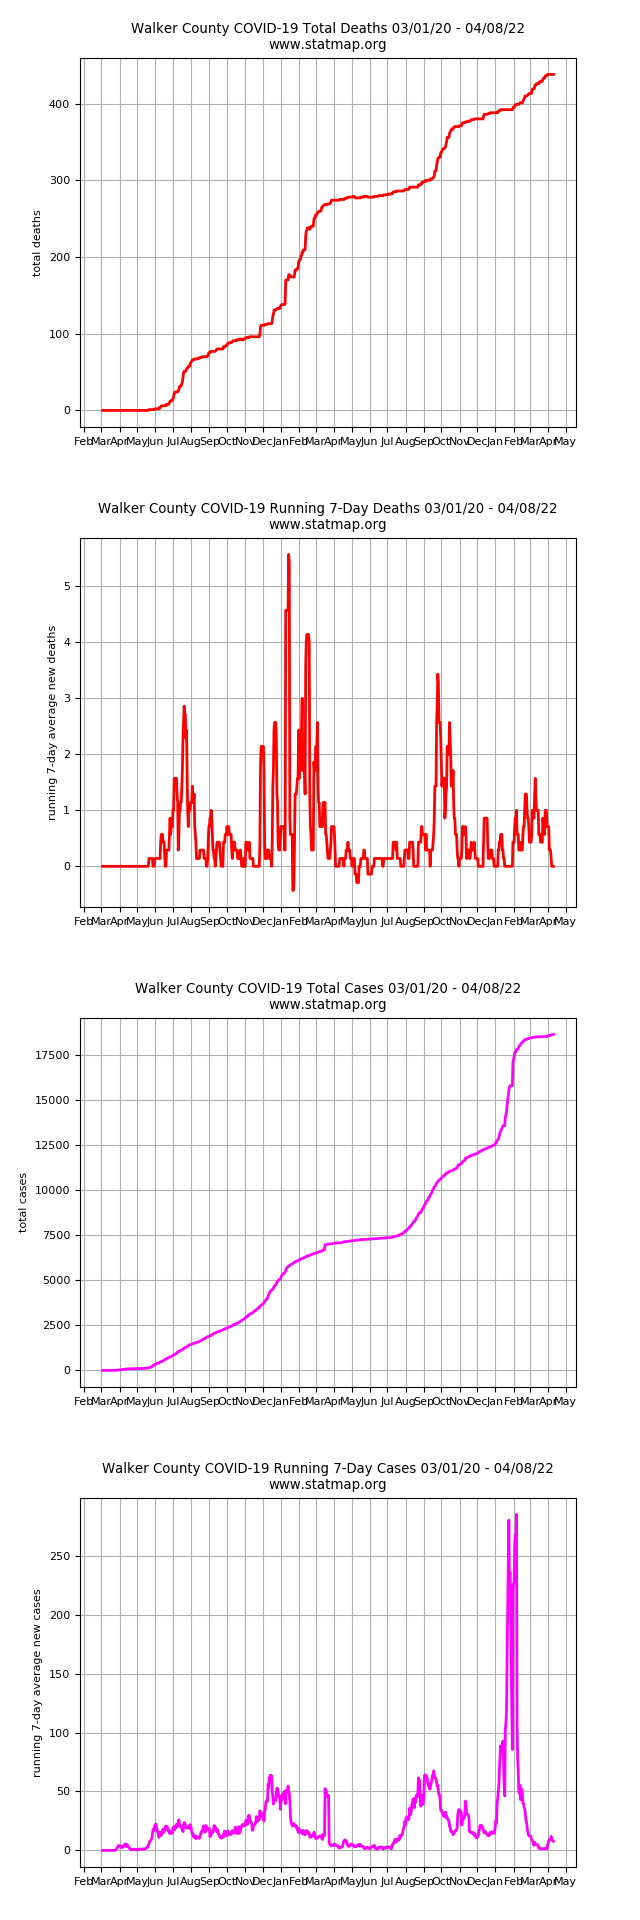 Walker County COVID-19 Total Deaths 03/01/20 - 04/08/22
www.statmap.org
400
300
200
100
0
total deaths
Feb Mar Apr May Jun Jul Aug Sep Oct Nov Dec Jan Feb Mar Apr May Jun Jul Aug Sep Oct Nov Dec Jan Feb Mar Apr May
Walker County COVID-19 Running 7-Day Deaths 03/01/20 - 04/08/22
www.statmap.org
5
4
3
2
1
0
running 7-day average new deaths
Feb Mar Apr May Jun Jul Aug Sep Oct Nov Dec Jan Feb Mar Apr May Jun Jul Aug Sep Oct Nov Dec Jan Feb Mar Apr May
Walker County COVID-19 Total Cases 03/01/20 - 04/08/22
www.statmap.org
17500
15000
12500
10000
7500
5000
2500
0
total cases
Feb Mar Apr May Jun Jul Aug Sep Oct Nov Dec Jan Feb Mar Apr May Jun Jul Aug Sep Oct Nov Dec Jan Feb Mar Apr May
Walker County COVID-19 Running 7-Day Cases 03/01/20 - 04/08/22
www.statmap.org
250
200
150
100
50
0
running 7-day average new cases
Feb Mar Apr May Jun Jul Aug Sep Oct Nov Dec Jan Feb Mar Apr May Jun Jul Aug Sep Oct Nov Dec Jan Feb Mar Apr May